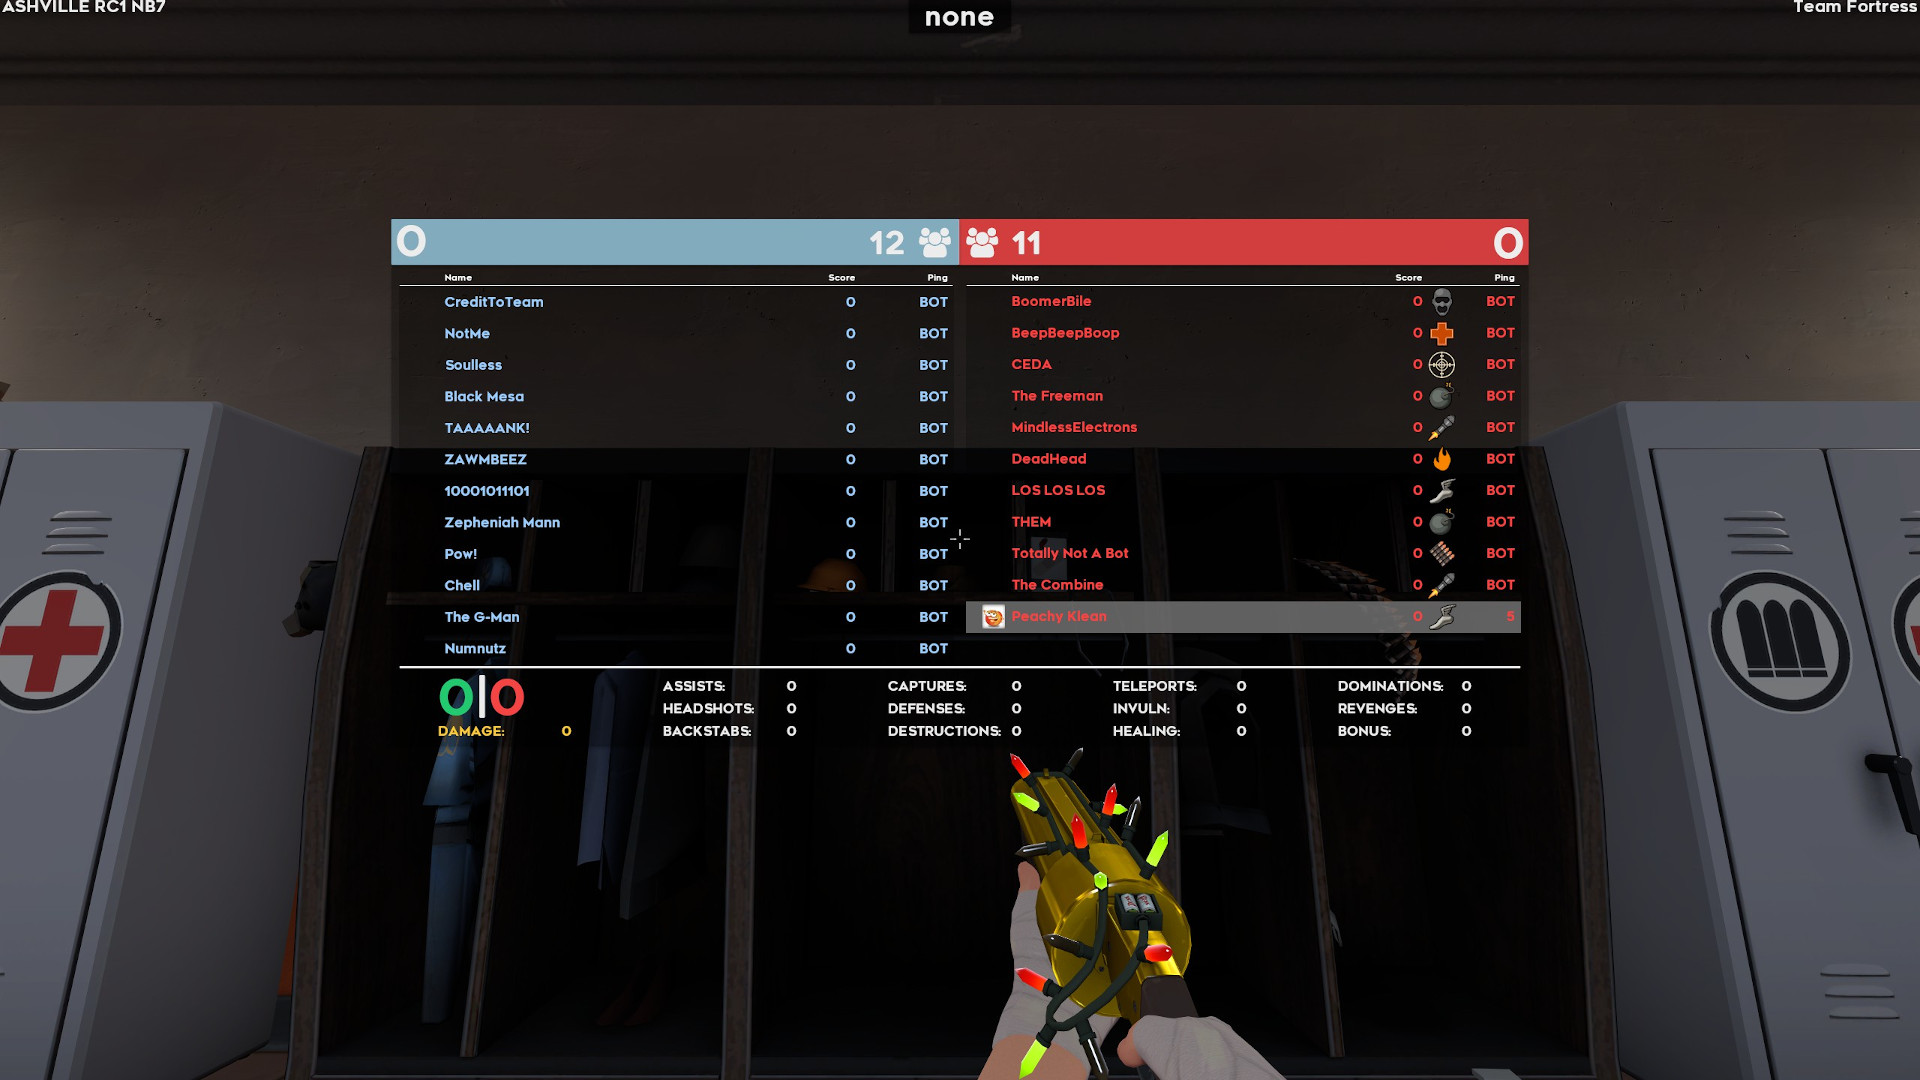 ASHVILLE RC1 NB7
none
Team Fortress
0 12 11 0
Name Score Ping Name Score Ping
CreditToTeam 0 BOT BoomerBile 0 BOT
NotMe 0 BOT BeepBeepBoop 0 BOT
Soulless 0 BOT CEDA 0 BOT
Black Mesa 0 BOT The Freeman 0 BOT
TAAAAANK! 0 BOT MindlessElectrons 0 BOT
ZAWMBEEZ 0 BOT DeadHead 0 BOT
10001011101 0 BOT LOS LOS LOS 0 BOT
Zepheniah Mann 0 BOT THEM 0 BOT
Pow! 0 BOT Totally Not A Bot 0 BOT
Chell 0 BOT The Combine 0 BOT
The G-Man 0 BOT Peachy Klean 0 5
Numnutz 0 BOT
0|0 ASSISTS: 0 CAPTURES: 0 TELEPORTS: 0 DOMINATIONS: 0
HEADSHOTS: 0 DEFENSES: 0 INVULN: 0 REVENGES: 0
DAMAGE: 0 BACKSTABS: 0 DESTRUCTIONS: 0 HEALING: 0 BONUS: 0